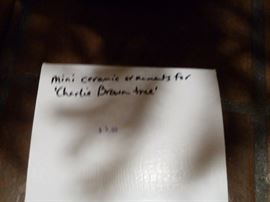 mini ceramic ornaments for
'Charlie Brown tree'